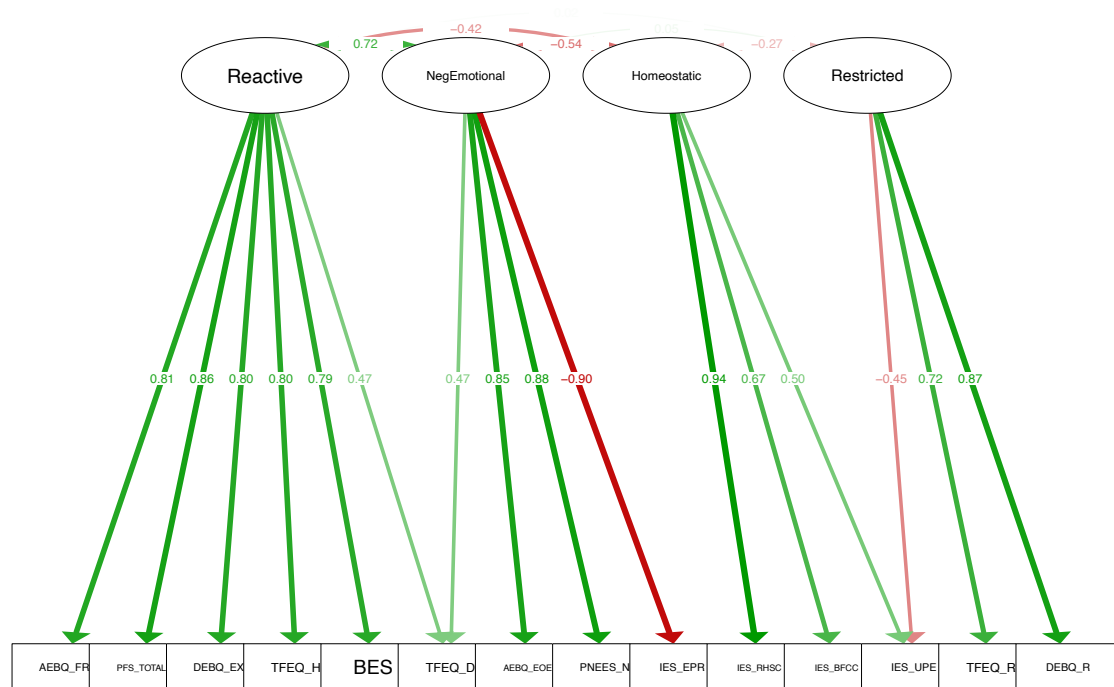 −0.42
0.72
−0.54
−0.27
Reactive
NegEmotional
Homeostatic
Restricted
0.81
0.86
0.80
0.80
0.79
0.47
0.47
0.85
0.88
−0.90
0.94
0.67
0.50
−0.45
0.72
0.87
AEBQ_FR
PFS_TOTAL
DEBQ_EX
TFEQ_H
BES
TFEQ_D
AEBQ_EOE
PNEES_N
IES_EPR
IES_RHSC
IES_BFCC
IES_UPE
TFEQ_R
DEBQ_R